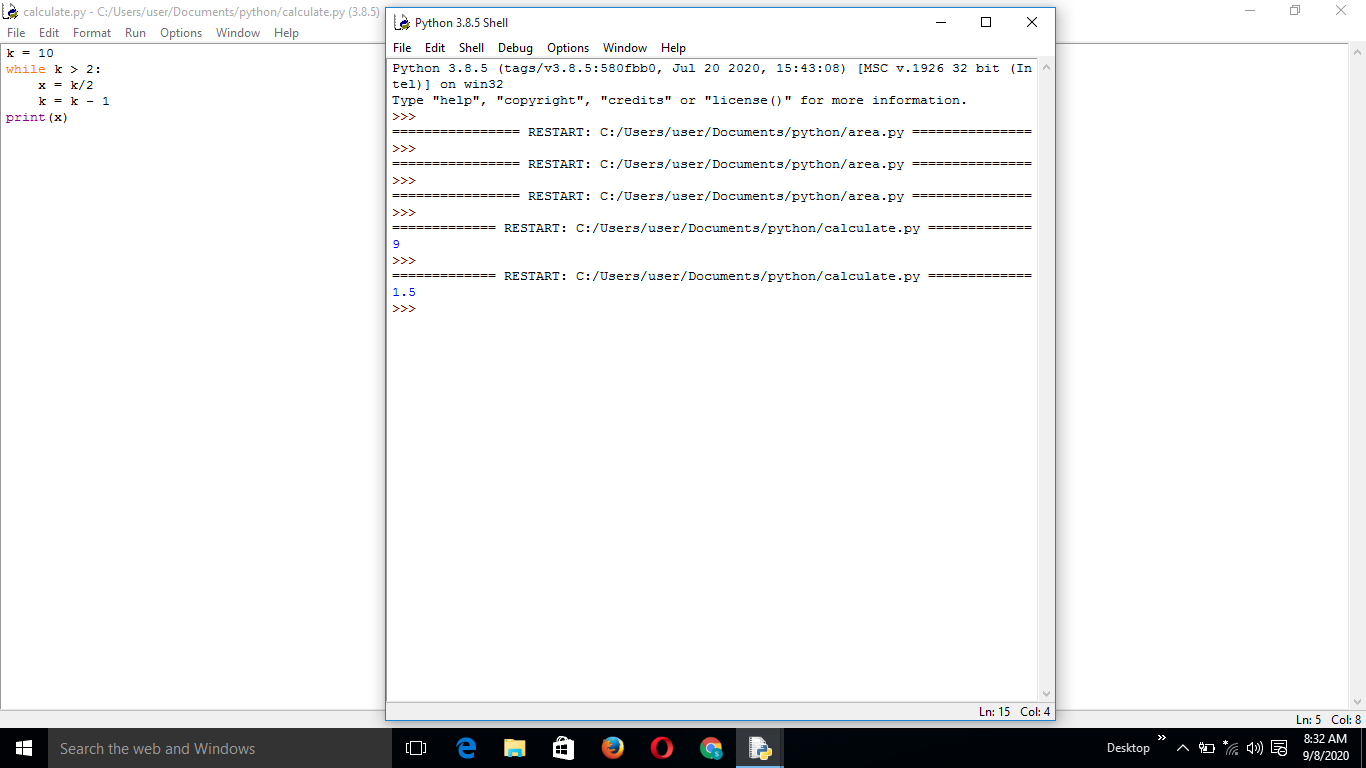 calculate.py - C:/Users/user/Documents/python/calculate.py (3.8.5)
File Edit Format Run Options Window Help
k = 10
while k > 2:
    x = k/2
    k = k - 1
print(x)
Python 3.8.5 Shell
File Edit Shell Debug Options Window Help
Python 3.8.5 (tags/v3.8.5:580fbb0, Jul 20 2020, 15:43:08) [MSC v.1926 32 bit (In
tel)] on win32
Type "help", "copyright", "credits" or "license()" for more information.
>>>
================ RESTART: C:/Users/user/Documents/python/area.py ===============
>>>
================ RESTART: C:/Users/user/Documents/python/area.py ===============
>>>
================ RESTART: C:/Users/user/Documents/python/area.py ===============
>>>
============= RESTART: C:/Users/user/Documents/python/calculate.py =============
9
>>>
============= RESTART: C:/Users/user/Documents/python/calculate.py =============
1.5
>>>
Ln: 15 Col: 4
Ln: 5 Col: 8
Search the web and Windows
Desktop
8:32 AM
9/8/2020